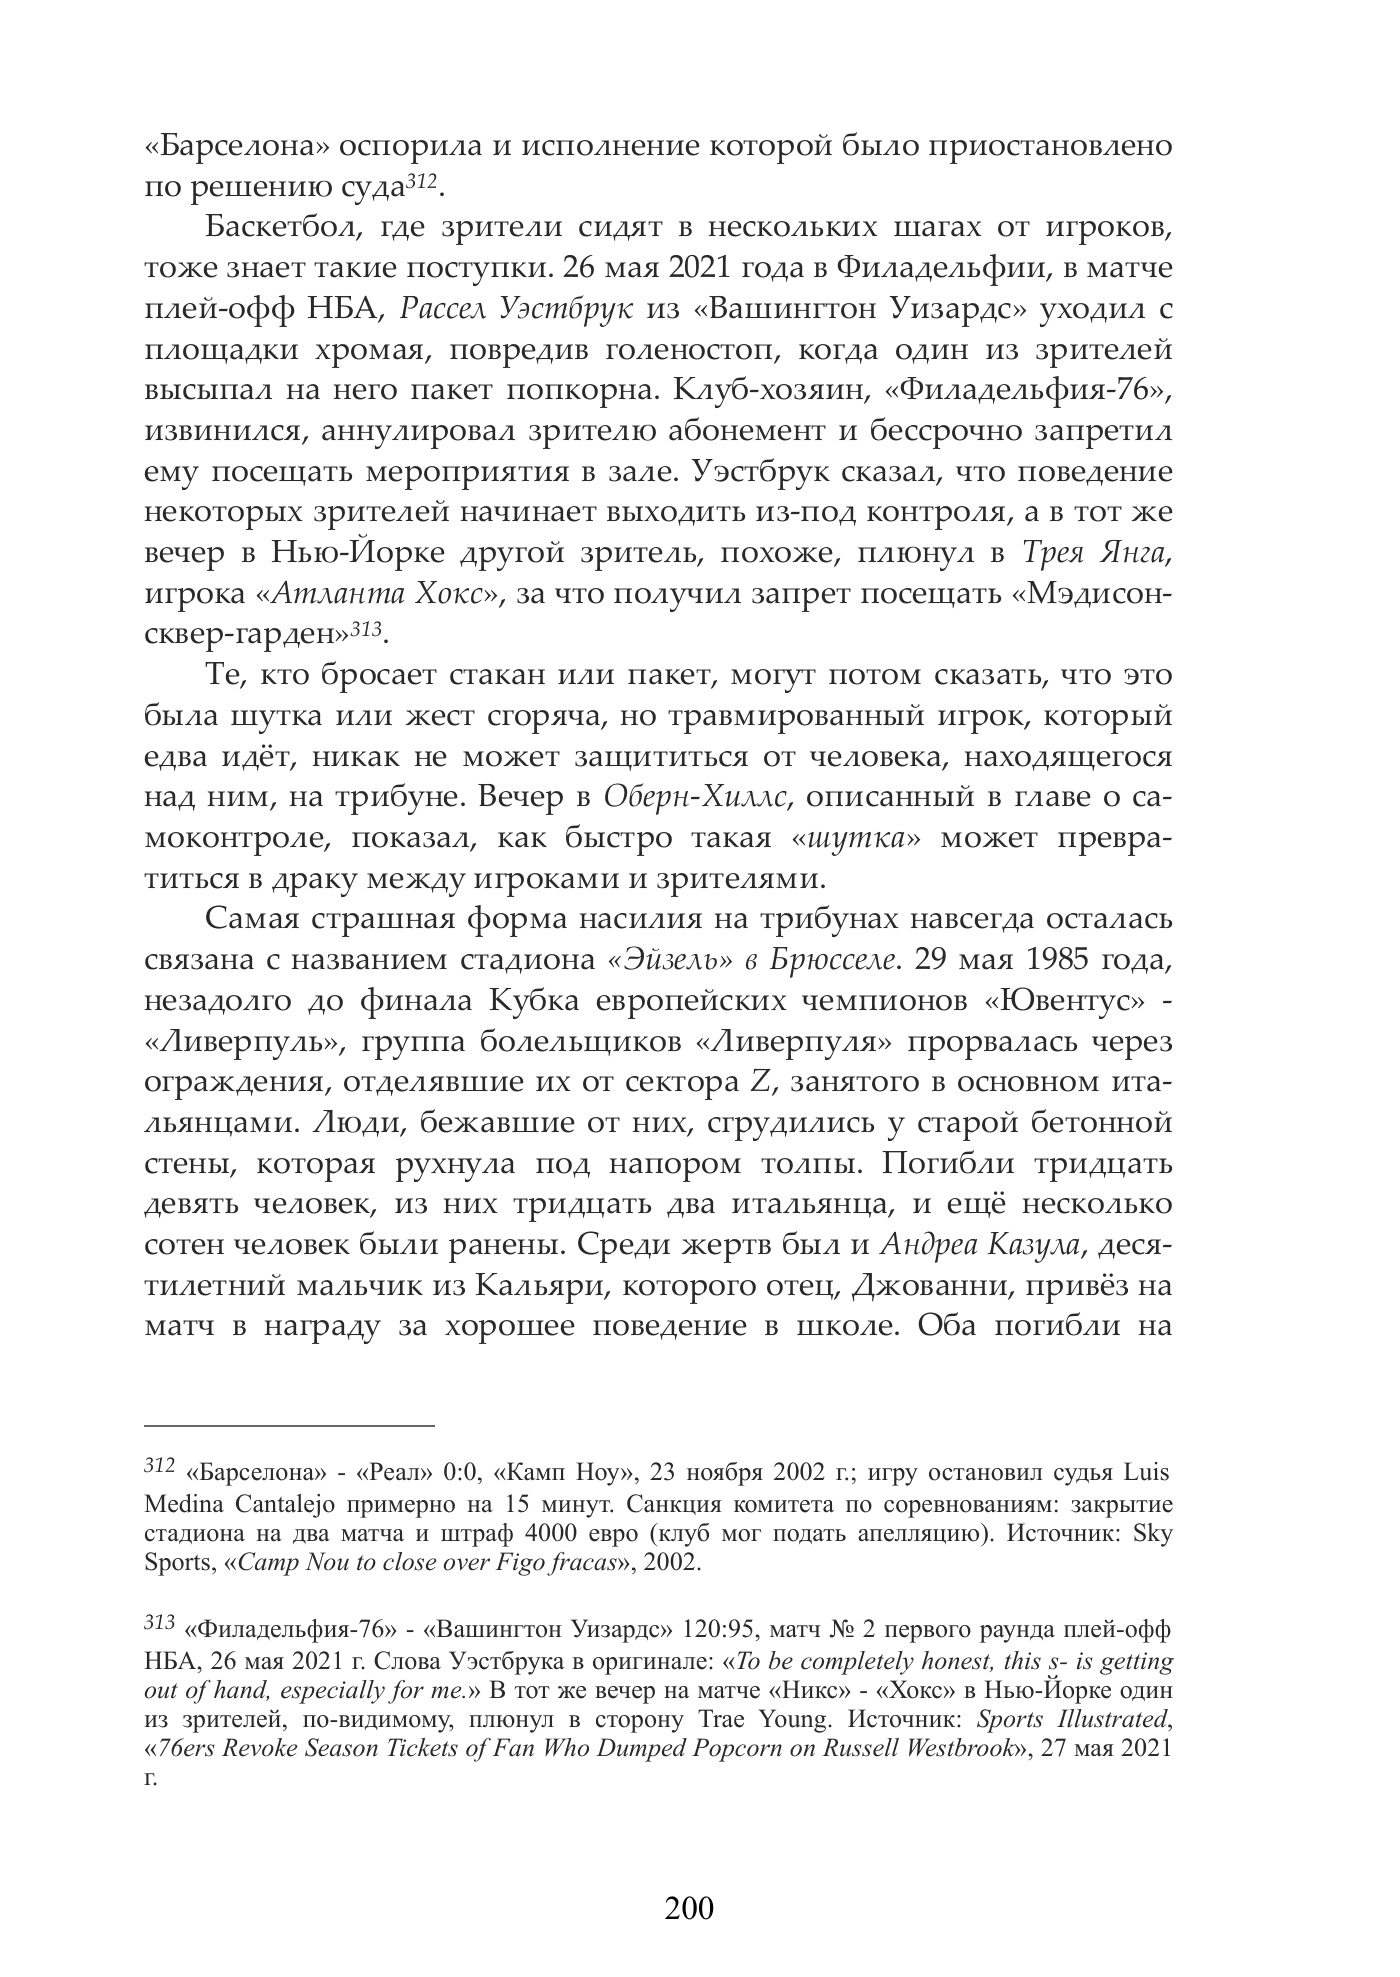 «Барселона» оспорила и исполнение которой было приостановлено
по решению суда312.
Баскетбол, где зрители сидят в нескольких шагах от игроков,
тоже знает такие поступки. 26 мая 2021 года в Филадельфии, в матче
плей-офф НБА, Рассел Уэстбрук из «Вашингтон Уизардс» уходил с
площадки хромая, повредив голеностоп, когда один из зрителей
высыпал на него пакет попкорна. Клуб-хозяин, «Филадельфия-76»,
извинился, аннулировал зрителю абонемент и бессрочно запретил
ему посещать мероприятия в зале. Уэстбрук сказал, что поведение
некоторых зрителей начинает выходить из-под контроля, а в тот же
вечер в Нью-Йорке другой зритель, похоже, плюнул в Трея Янга,
игрока «Атланта Хокс», за что получил запрет посещать «Мэдисон-
сквер-гарден»313.
Те, кто бросает стакан или пакет, могут потом сказать, что это
была шутка или жест сгоряча, но травмированный игрок, который
едва идёт, никак не может защититься от человека, находящегося
над ним, на трибуне. Вечер в Оберн-Хиллс, описанный в главе о са-
моконтроле, показал, как быстро такая «шутка» может превра-
титься в драку между игроками и зрителями.
Самая страшная форма насилия на трибунах навсегда осталась
связана с названием стадиона «Эйзель» в Брюсселе. 29 мая 1985 года,
незадолго до финала Кубка европейских чемпионов «Ювентус» -
«Ливерпуль», группа болельщиков «Ливерпуля» прорвалась через
ограждения, отделявшие их от сектора Z, занятого в основном ита-
льянцами. Люди, бежавшие от них, сгрудились у старой бетонной
стены, которая рухнула под напором толпы. Погибли тридцать
девять человек, из них тридцать два итальянца, и ещё несколько
сотен человек были ранены. Среди жертв был и Андреа Казула, деся-
тилетний мальчик из Кальяри, которого отец, Джованни, привёз на
матч в награду за хорошее поведение в школе. Оба погибли на
312 «Барселона» - «Реал» 0:0, «Камп Ноу», 23 ноября 2002 г.; игру остановил судья Luis
Medina Cantalejo примерно на 15 минут. Санкция комитета по соревнованиям: закрытие
стадиона на два матча и штраф 4000 евро (клуб мог подать апелляцию). Источник: Sky
Sports, «Camp Nou to close over Figo fracas», 2002.
313 «Филадельфия-76» - «Вашингтон Уизардс» 120:95, матч № 2 первого раунда плей-офф
НБА, 26 мая 2021 г. Слова Уэстбрука в оригинале: «To be completely honest, this s- is getting
out of hand, especially for me.» В тот же вечер на матче «Никс» - «Хокс» в Нью-Йорке один
из зрителей, по-видимому, плюнул в сторону Trae Young. Источник: Sports Illustrated,
«76ers Revoke Season Tickets of Fan Who Dumped Popcorn on Russell Westbrook», 27 мая 2021
г.
200